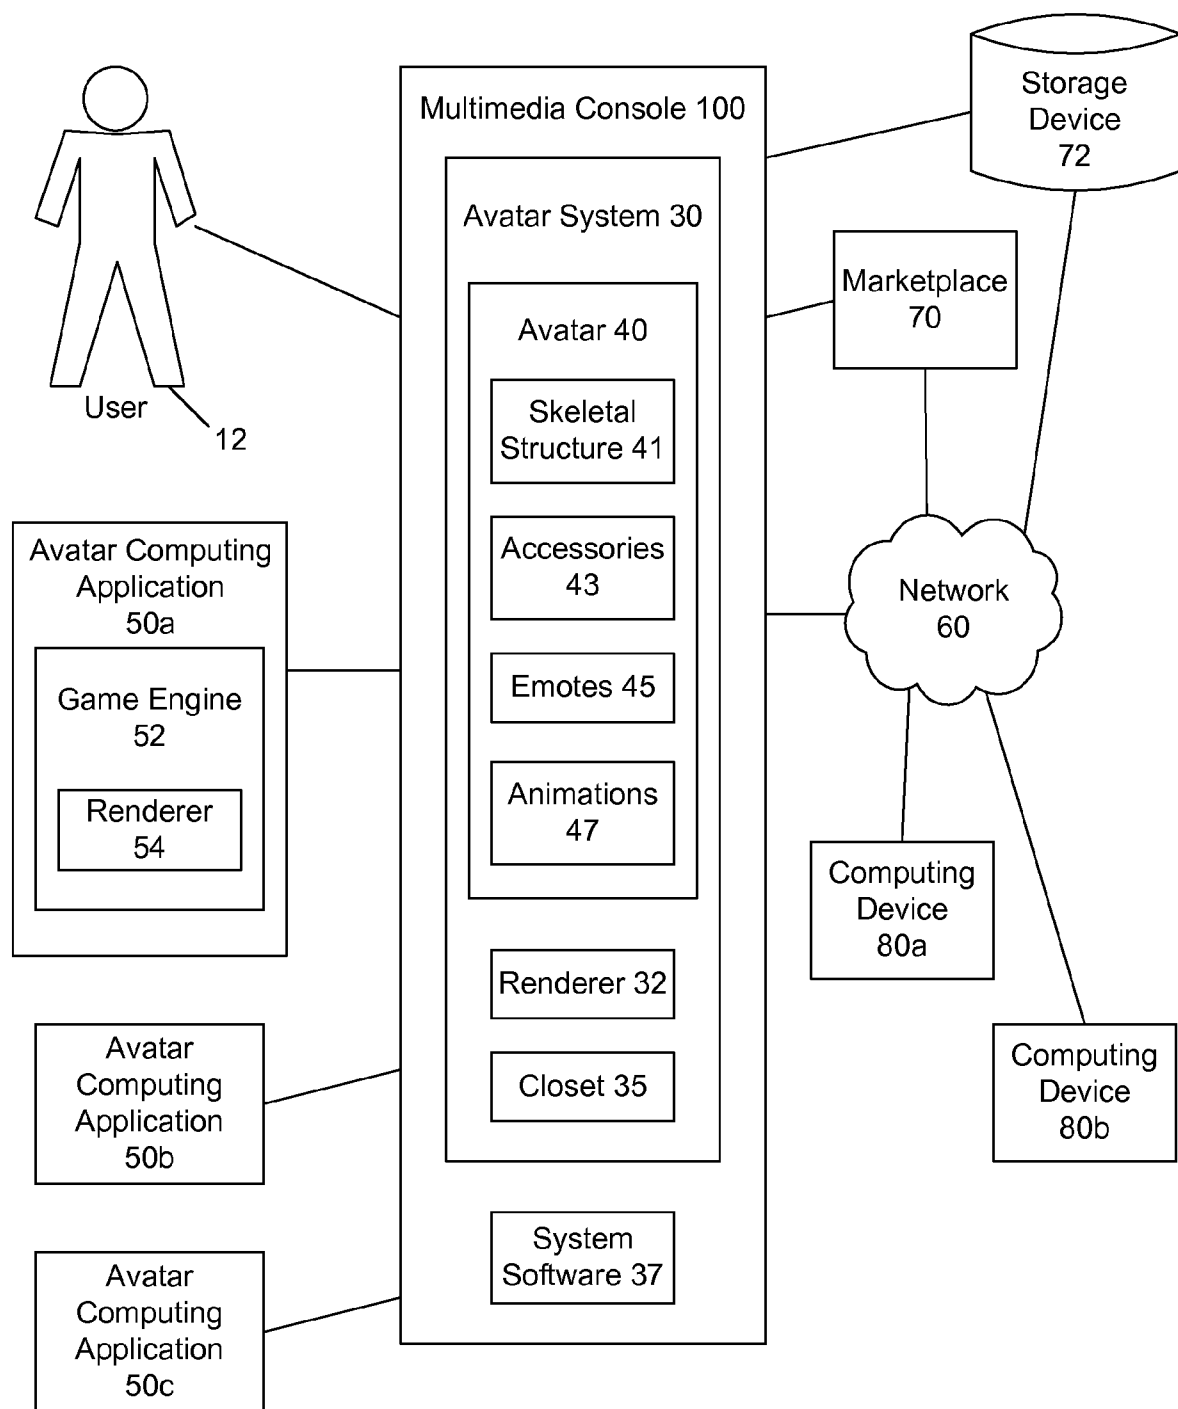 User
12
Avatar Computing
Application
50a
Game Engine
52
Renderer
54
Avatar
Computing
Application
50b
Avatar
Computing
Application
50c
Multimedia Console 100
Avatar System 30
Avatar 40
Skeletal
Structure 41
Accessories
43
Emotes 45
Animations
47
Renderer 32
Closet 35
System
Software 37
Storage
Device
72
Marketplace
70
Network
60
Computing
Device
80a
Computing
Device
80b